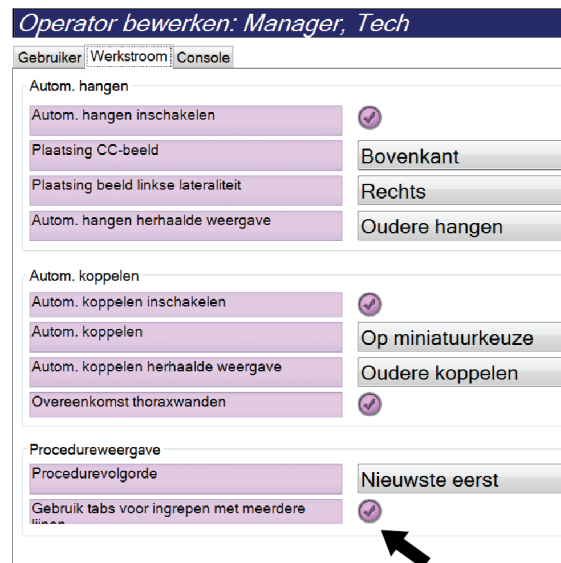 Operator bewerken: Manager, Tech
Gebruiker Werkstroom Console
Autom. hangen
Autom. hangen inschakelen
Plaatsing CC-beeld Bovenkant
Plaatsing beeld linkse lateraliteit Rechts
Autom. hangen herhaalde weergave Oudere hangen
Autom. koppelen
Autom. koppelen inschakelen
Autom. koppelen Op miniatuurkeuze
Autom. koppelen herhaalde weergave Oudere koppelen
Overeenkomst thoraxwanden
Procedureweergave
Procedurevolgorde Nieuwste eerst
Gebruik tabs voor ingrepen met meerdere